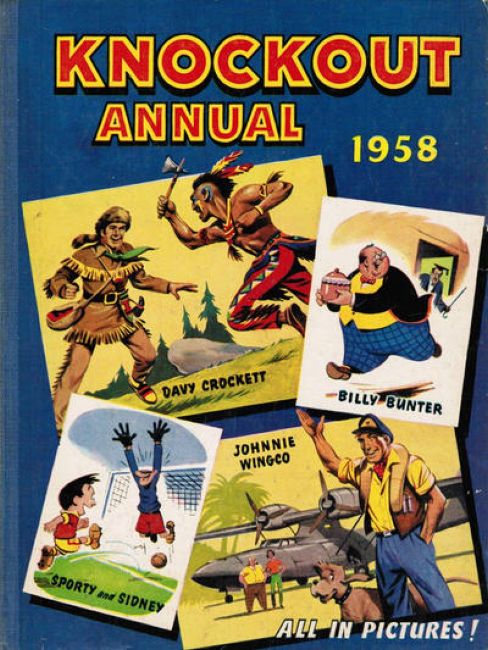 KNOCKOUT
ANNUAL
1958
DAVY CROCKETT
BILLY BUNTER
JOHNNIE
WINGCO
SPORTY and SIDNEY
ALL IN PICTURES!